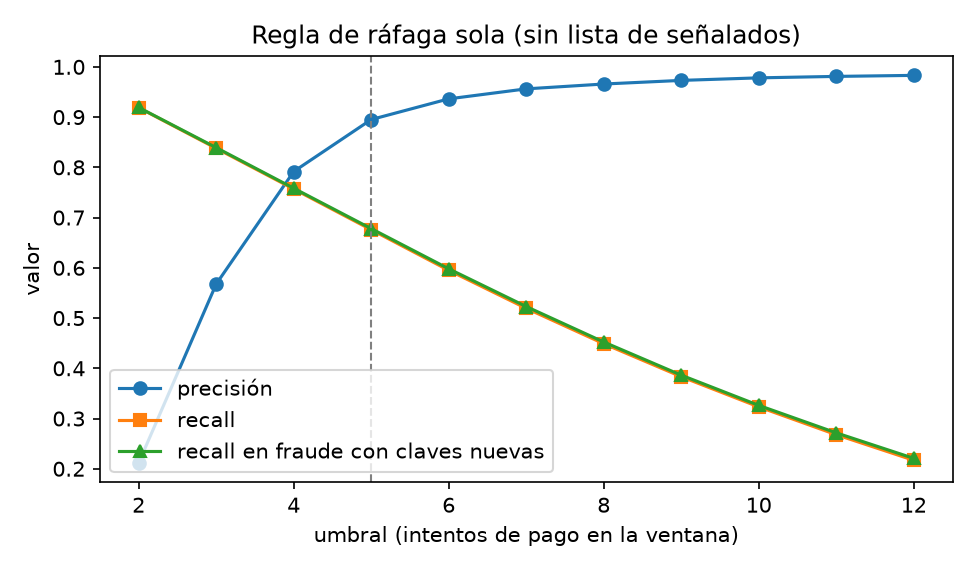 Regla de ráfaga sola (sin lista de señalados)
1.0
0.9
0.8
0.7
0.6
0.5
0.4
0.3
0.2
valor
precisión
recall
recall en fraude con claves nuevas
2 4 6 8 10 12
umbral (intentos de pago en la ventana)